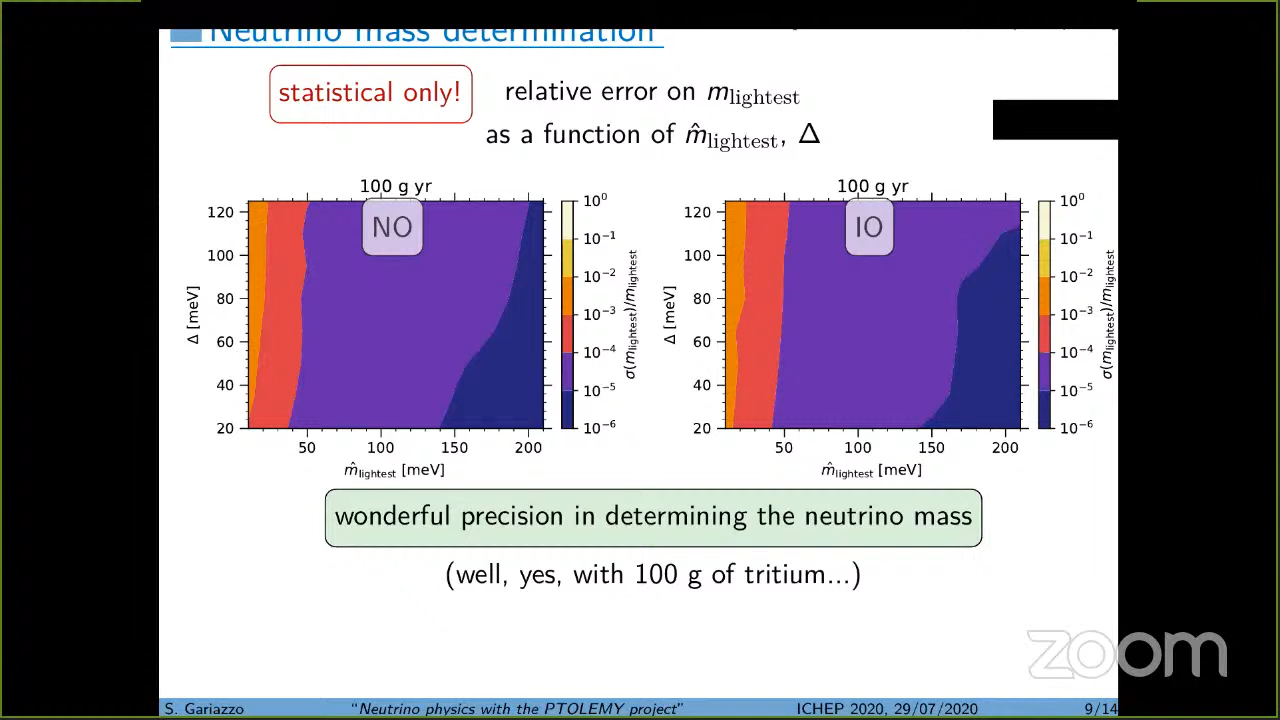 Neutrino mass determination
statistical only!
relative error on m_lightest
as a function of m̂_lightest, Δ
100 g yr
NO
120
100
80
60
40
20
Δ [meV]
50 100 150 200
m̂_lightest [meV]
10⁰
10⁻¹
10⁻²
10⁻³
10⁻⁴
10⁻⁵
10⁻⁶
σ(m_lightest)/m_lightest
100 g yr
IO
120
100
80
60
40
20
Δ [meV]
50 100 150 200
m̂_lightest [meV]
10⁰
10⁻¹
10⁻²
10⁻³
10⁻⁴
10⁻⁵
10⁻⁶
σ(m_lightest)/m_lightest
wonderful precision in determining the neutrino mass
(well, yes, with 100 g of tritium...)
zoom
S. Gariazzo "Neutrino physics with the PTOLEMY project" ICHEP 2020, 29/07/2020 9/14